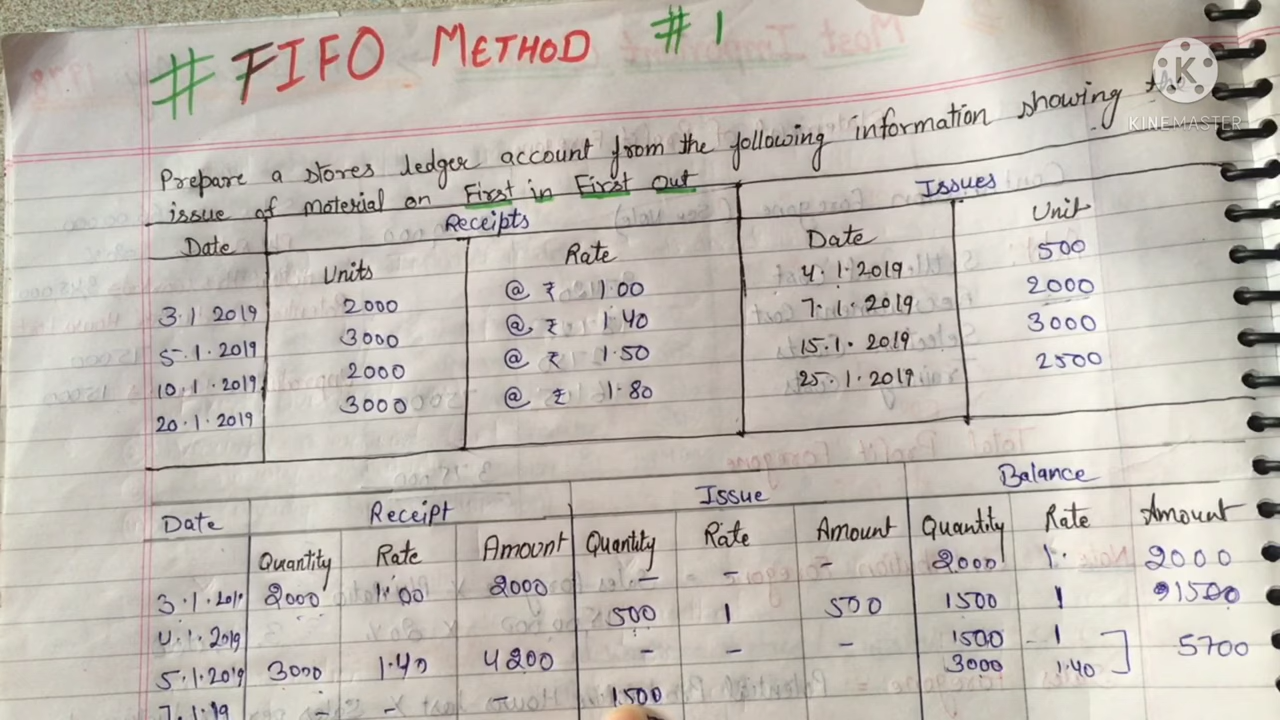 # FIFO METHOD #1
KINEMASTER
Prepare a stores ledger account from the following information showing the
issue of material on First in First Out
Receipts Issues
Date Units Rate Date Unit
3.1 2019 2000 @ ₹ 1.00 4.1.2019 500
5.1.2019 3000 @ ₹ 1.40 7.1.2019 2000
10.1.2019 2000 @ ₹ 1.50 15.1.2019 3000
20.1.2019 3000 @ ₹ 1.80 25.1.2019 2500
Date Receipt Issue Balance
Quantity Rate Amount Quantity Rate Amount Quantity Rate Amount
3.1.2019 2000 1.00 2000 - - - 2000 1. 2000
4.1.2019 500 1 500 1500 1 1500
5.1.2019 3000 1.40 4200 - - - 1500 1
3000 1.40 ] 5700
7.1.19 - - - 1500